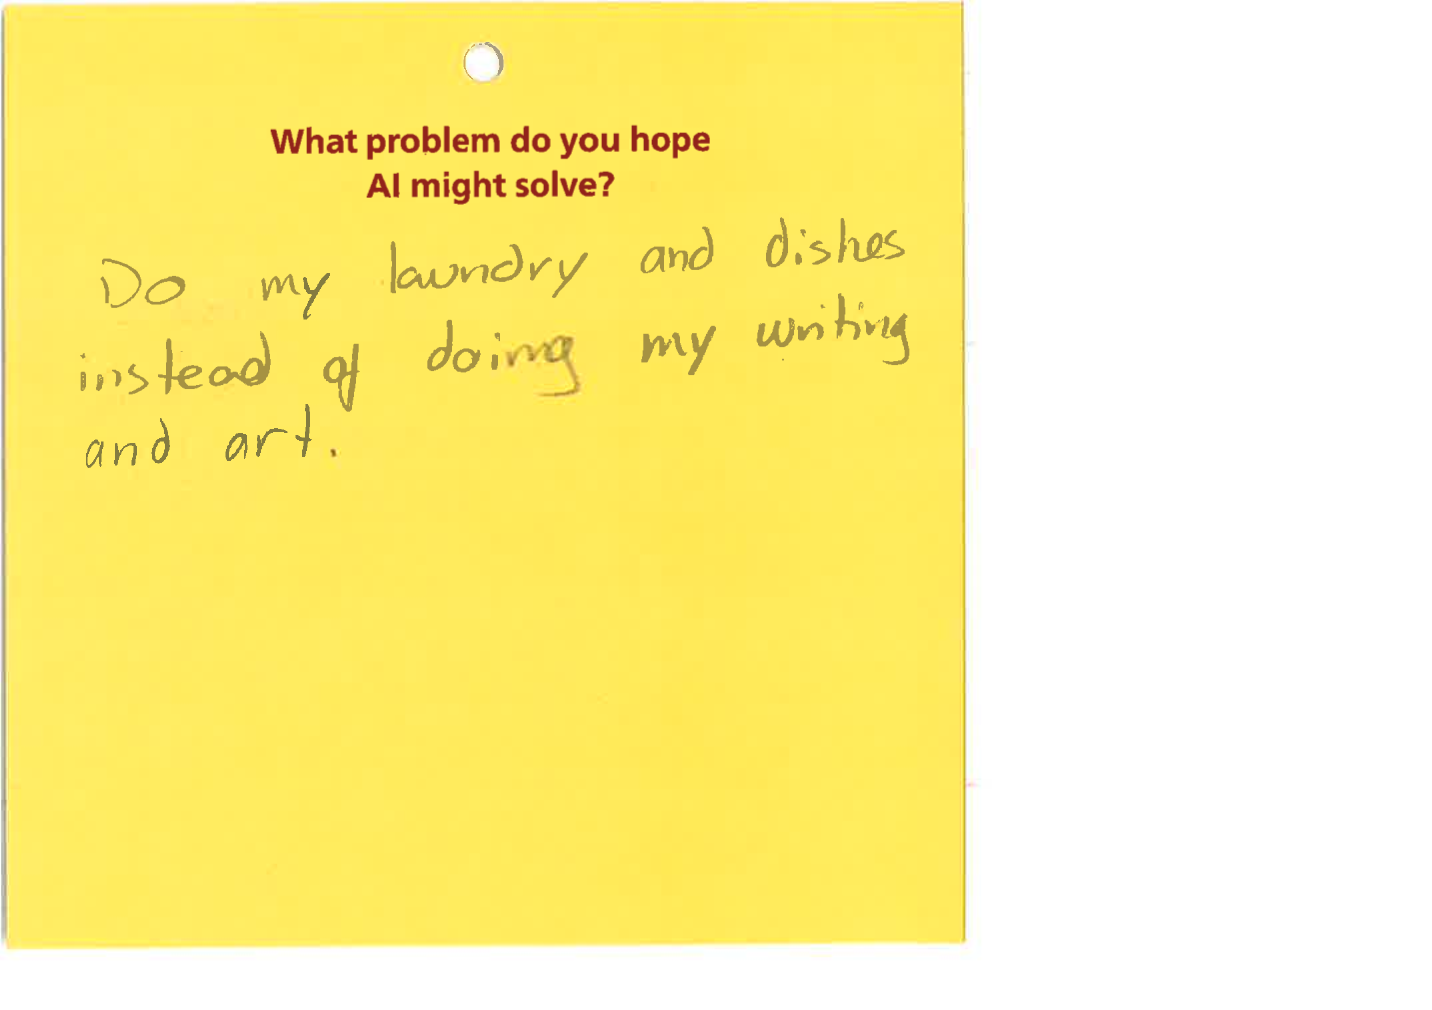 What problem do you hope
AI might solve?
Do my laundry and dishes
instead of doing my writing
and art.